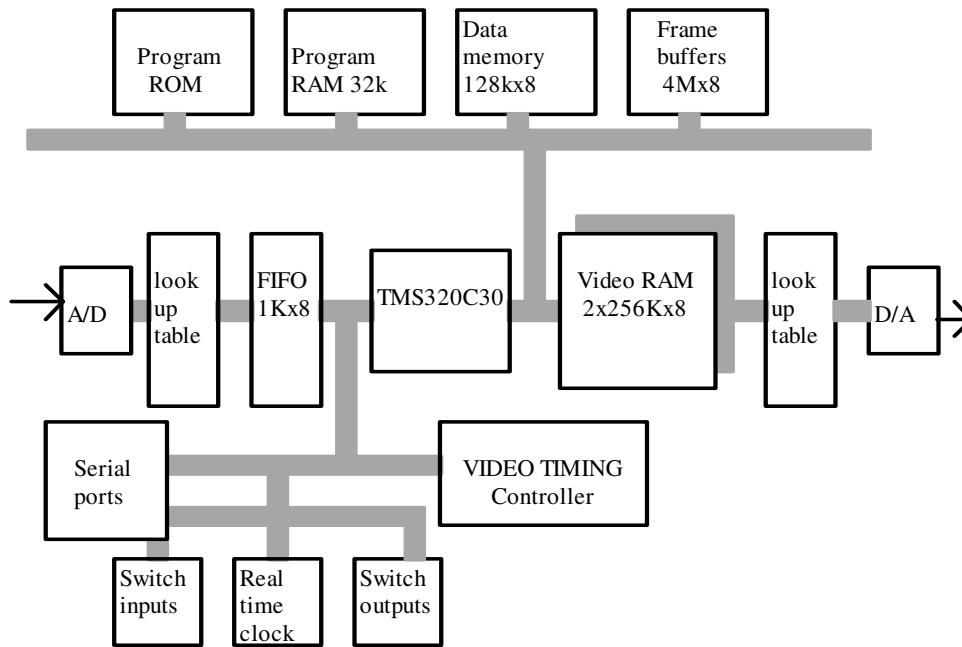 Program
ROM
Program
RAM 32k
Data
memory
128kx8
Frame
buffers
4Mx8
A/D
look
up
table
FIFO
1Kx8
TMS320C30
Video RAM
2x256Kx8
look
up
table
D/A
Serial
ports
VIDEO TIMING
Controller
Switch
inputs
Real
time
clock
Switch
outputs